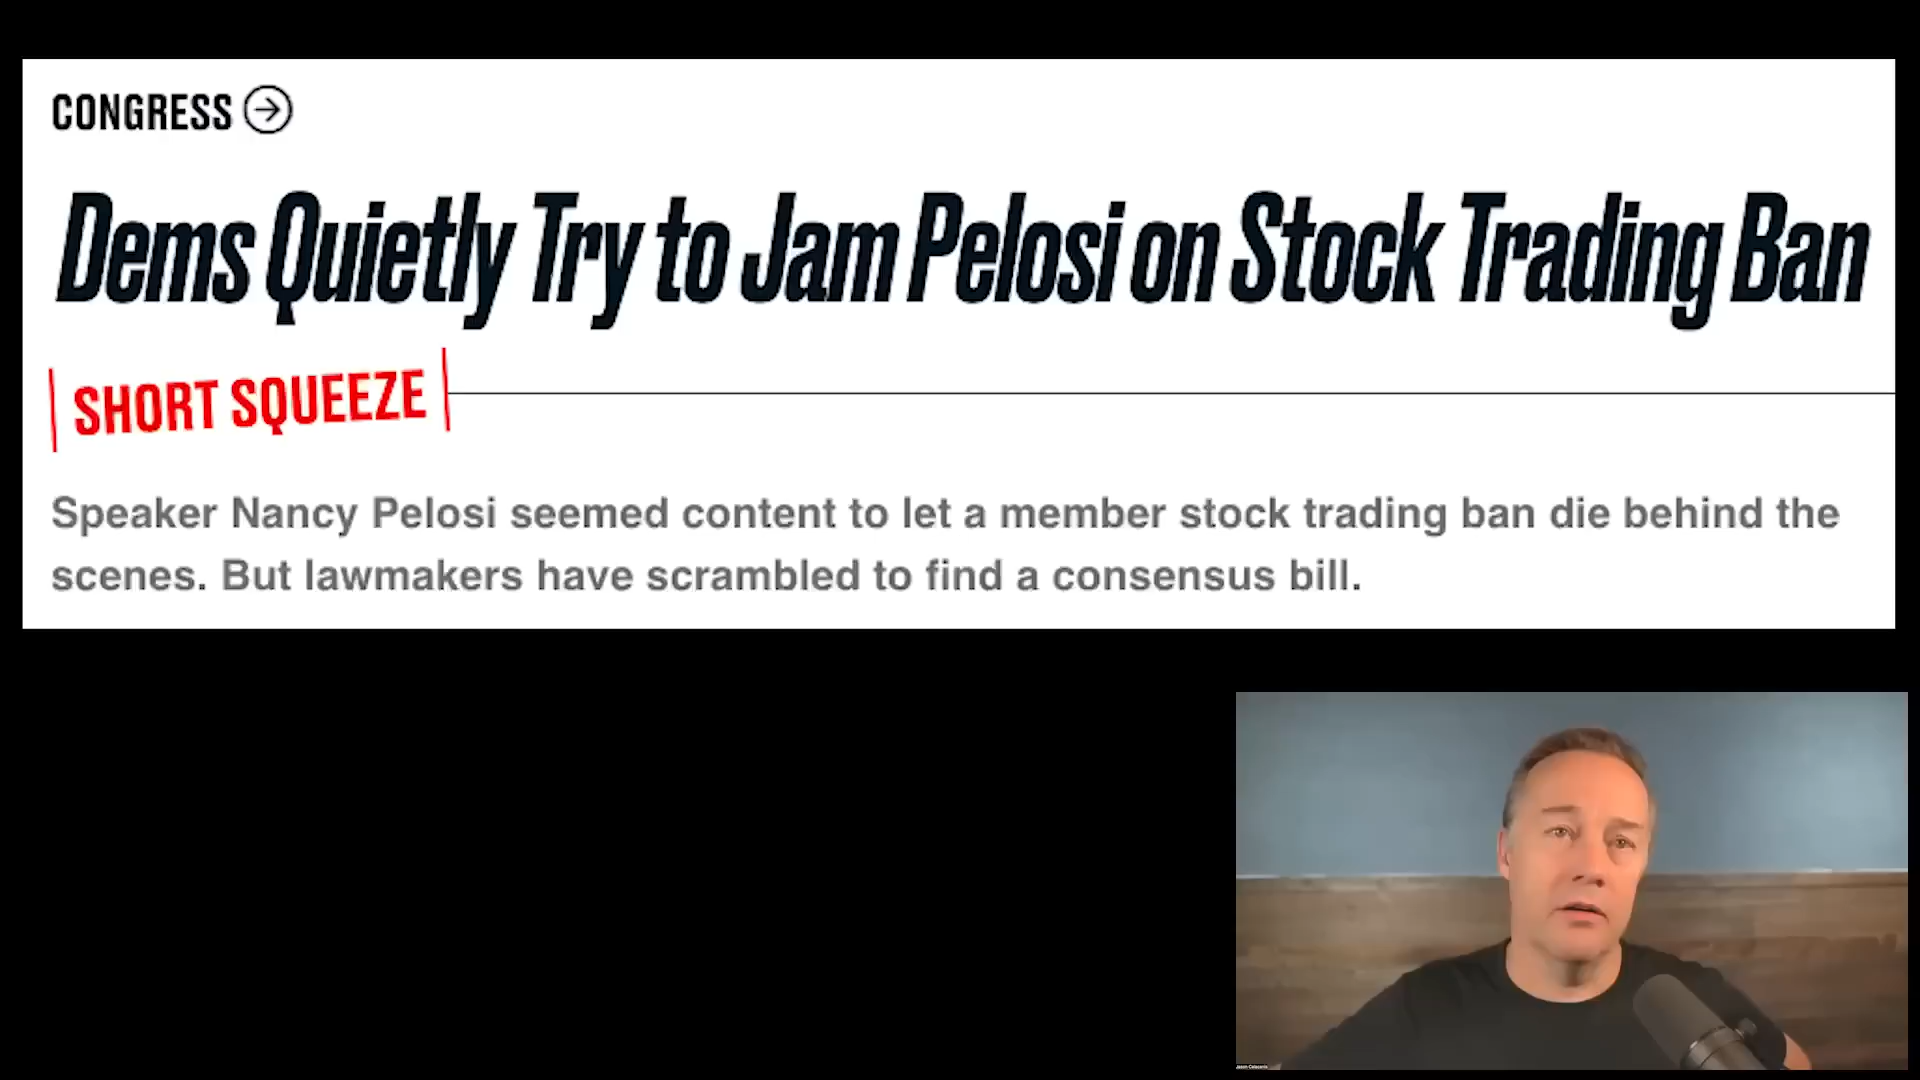 CONGRESS
Dems Quietly Try to Jam Pelosi on Stock Trading Ban
SHORT SQUEEZE
Speaker Nancy Pelosi seemed content to let a member stock trading ban die behind the
scenes. But lawmakers have scrambled to find a consensus bill.